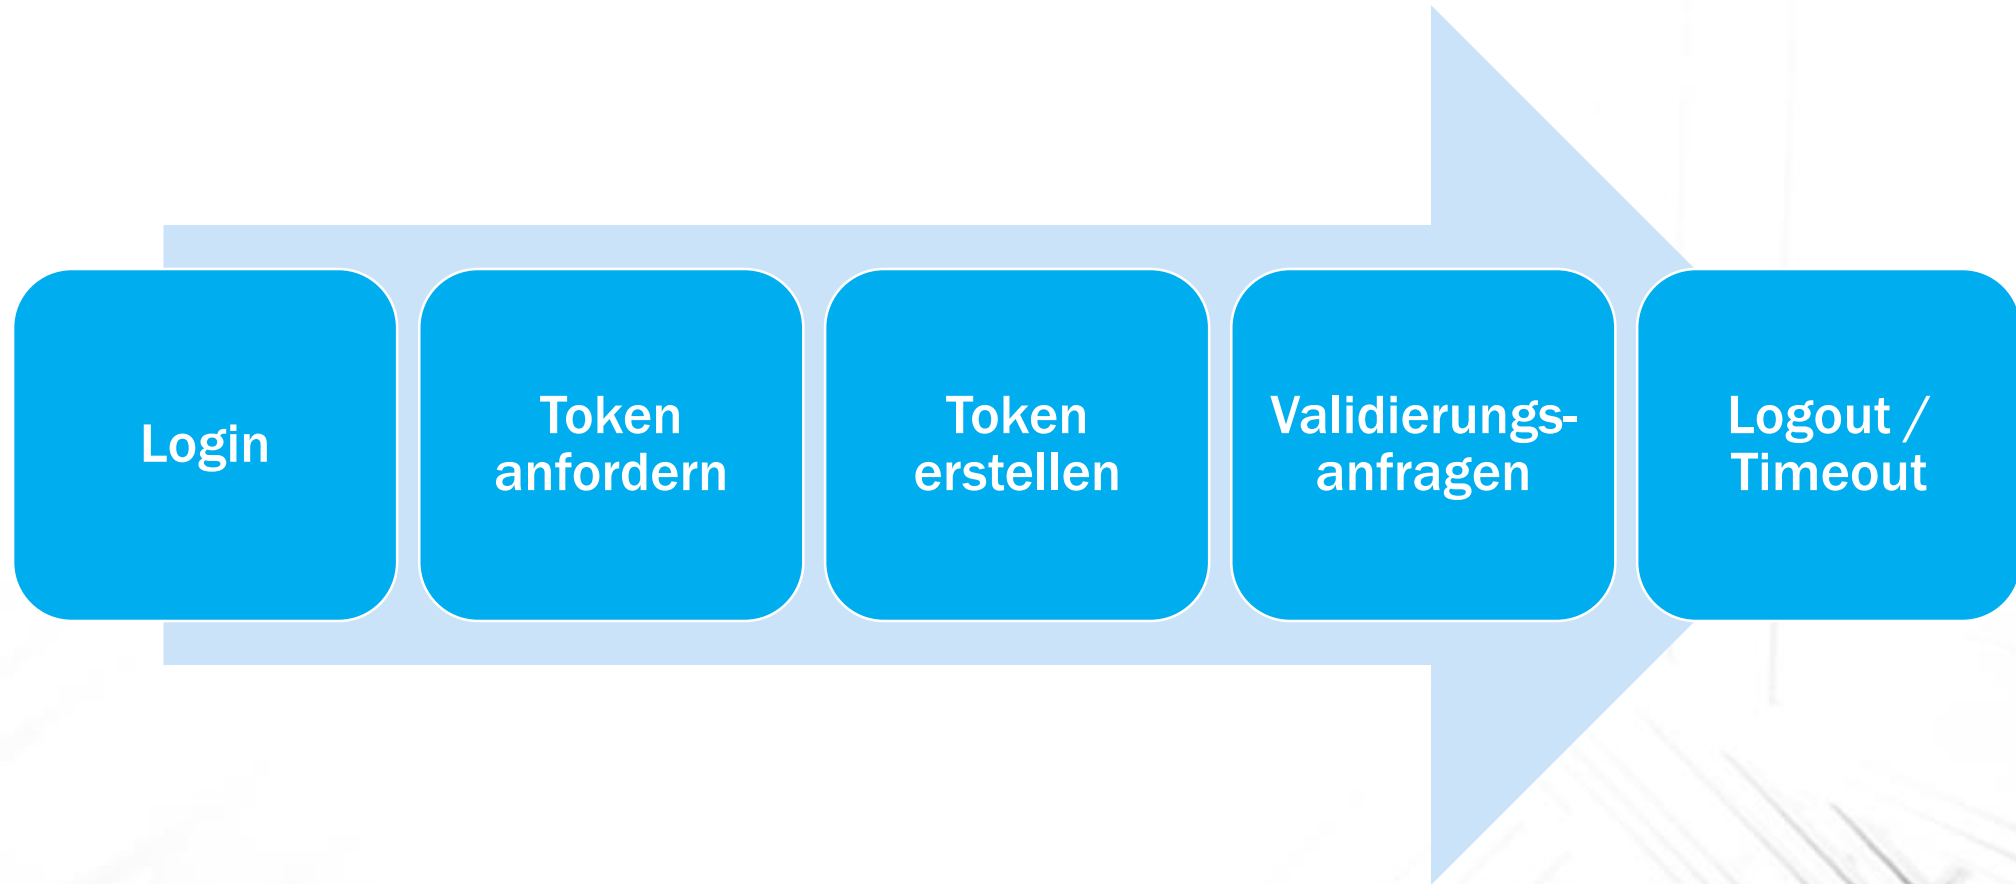 Login
Token
anfordern
Token
erstellen
Validierungs-
anfragen
Logout /
Timeout